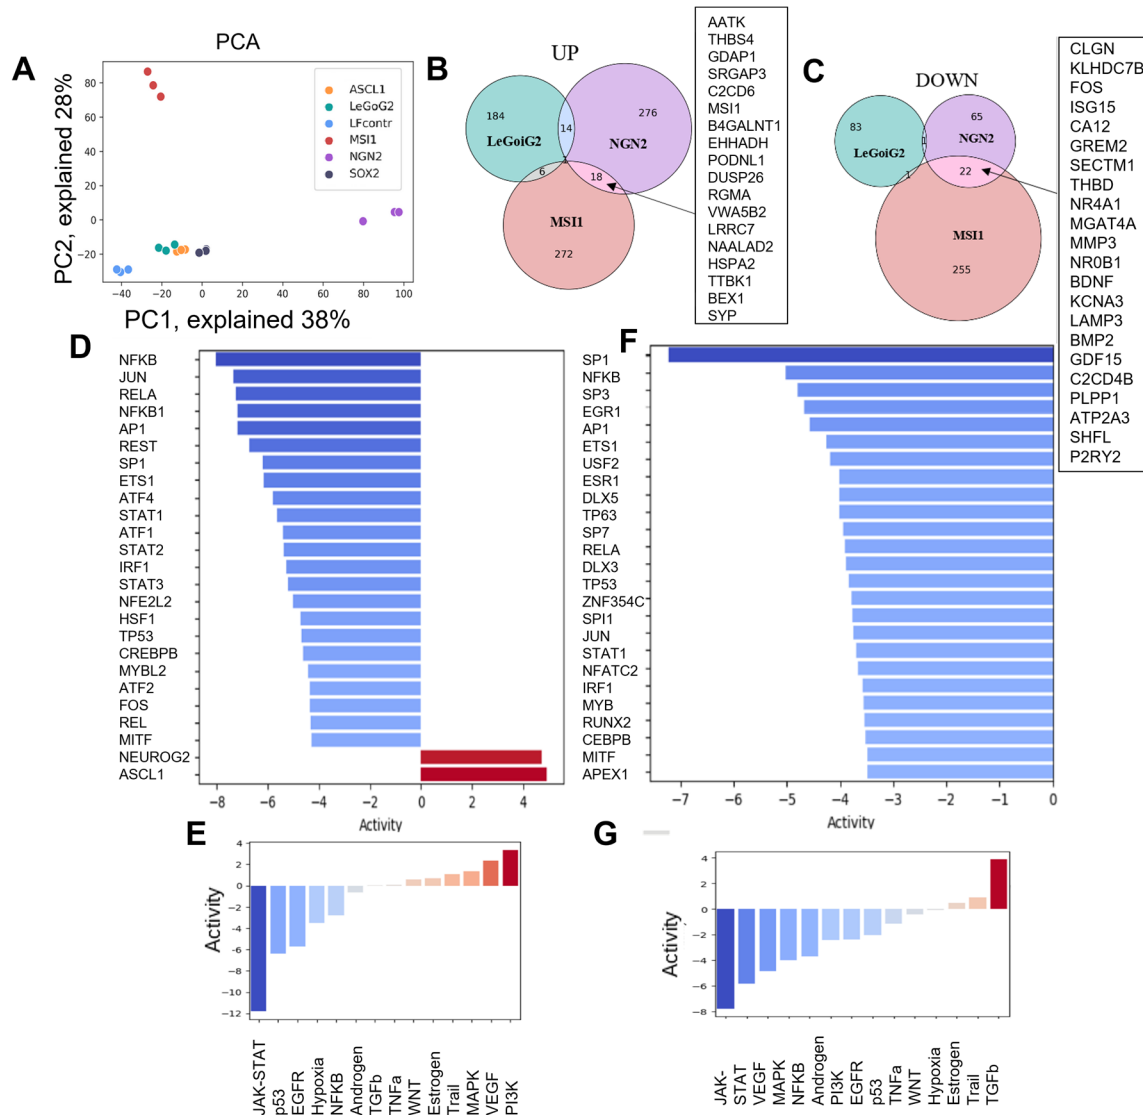 A
PCA
PC2, explained 28%
80
60
40
20
0
−20
ASCL1
LeGoG2
LFcontr
MSI1
NGN2
SOX2
−40
−20
0
20
40
60
80
100
PC1, explained 38%
B
UP
184
LeGoiG2
14
276
NGN2
1
6
18
MSI1
272
AATK
THBS4
GDAP1
SRGAP3
C2CD6
MSI1
B4GALNT1
EHHADH
PODNL1
DUSP26
RGMA
VWA5B2
LRRC7
NAALAD2
HSPA2
TTBK1
BEX1
SYP
C
DOWN
83
LeGoiG2
1
65
NGN2
1
22
MSI1
255
CLGN
KLHDC7B
FOS
ISG15
CA12
GREM2
SECTM1
THBD
NR4A1
MGAT4A
MMP3
NR0B1
BDNF
KCNA3
LAMP3
BMP2
GDF15
C2CD4B
PLPP1
ATP2A3
SHFL
P2RY2
D
NFKB
JUN
RELA
NFKB1
AP1
REST
SP1
ETS1
ATF4
STAT1
ATF1
STAT2
IRF1
STAT3
NFE2L2
HSF1
TP53
CREBPB
MYBL2
ATF2
FOS
REL
MITF
NEUROG2
ASCL1
−8
−6
−4
−2
0
2
4
Activity
F
SP1
NFKB
SP3
EGR1
AP1
ETS1
USF2
ESR1
DLX5
TP63
SP7
RELA
DLX3
TP53
ZNF354C
SPI1
JUN
STAT1
NFATC2
IRF1
MYB
RUNX2
CEBPB
MITF
APEX1
−7
−6
−5
−4
−3
−2
−1
0
Activity
E
Activity
4
2
0
−2
−4
−6
−8
−10
−12
JAK-STAT
p53
EGFR
Hypoxia
NFKB
Androgen
TGFb
TNFa
WNT
Estrogen
Trail
MAPK
VEGF
PI3K
G
Activity
4
2
0
−2
−4
−6
−8
JAK-
STAT
VEGF
MAPK
NFKB
Androgen
PI3K
EGFR
p53
TNFa
WNT
Hypoxia
Estrogen
Trail
TGFb